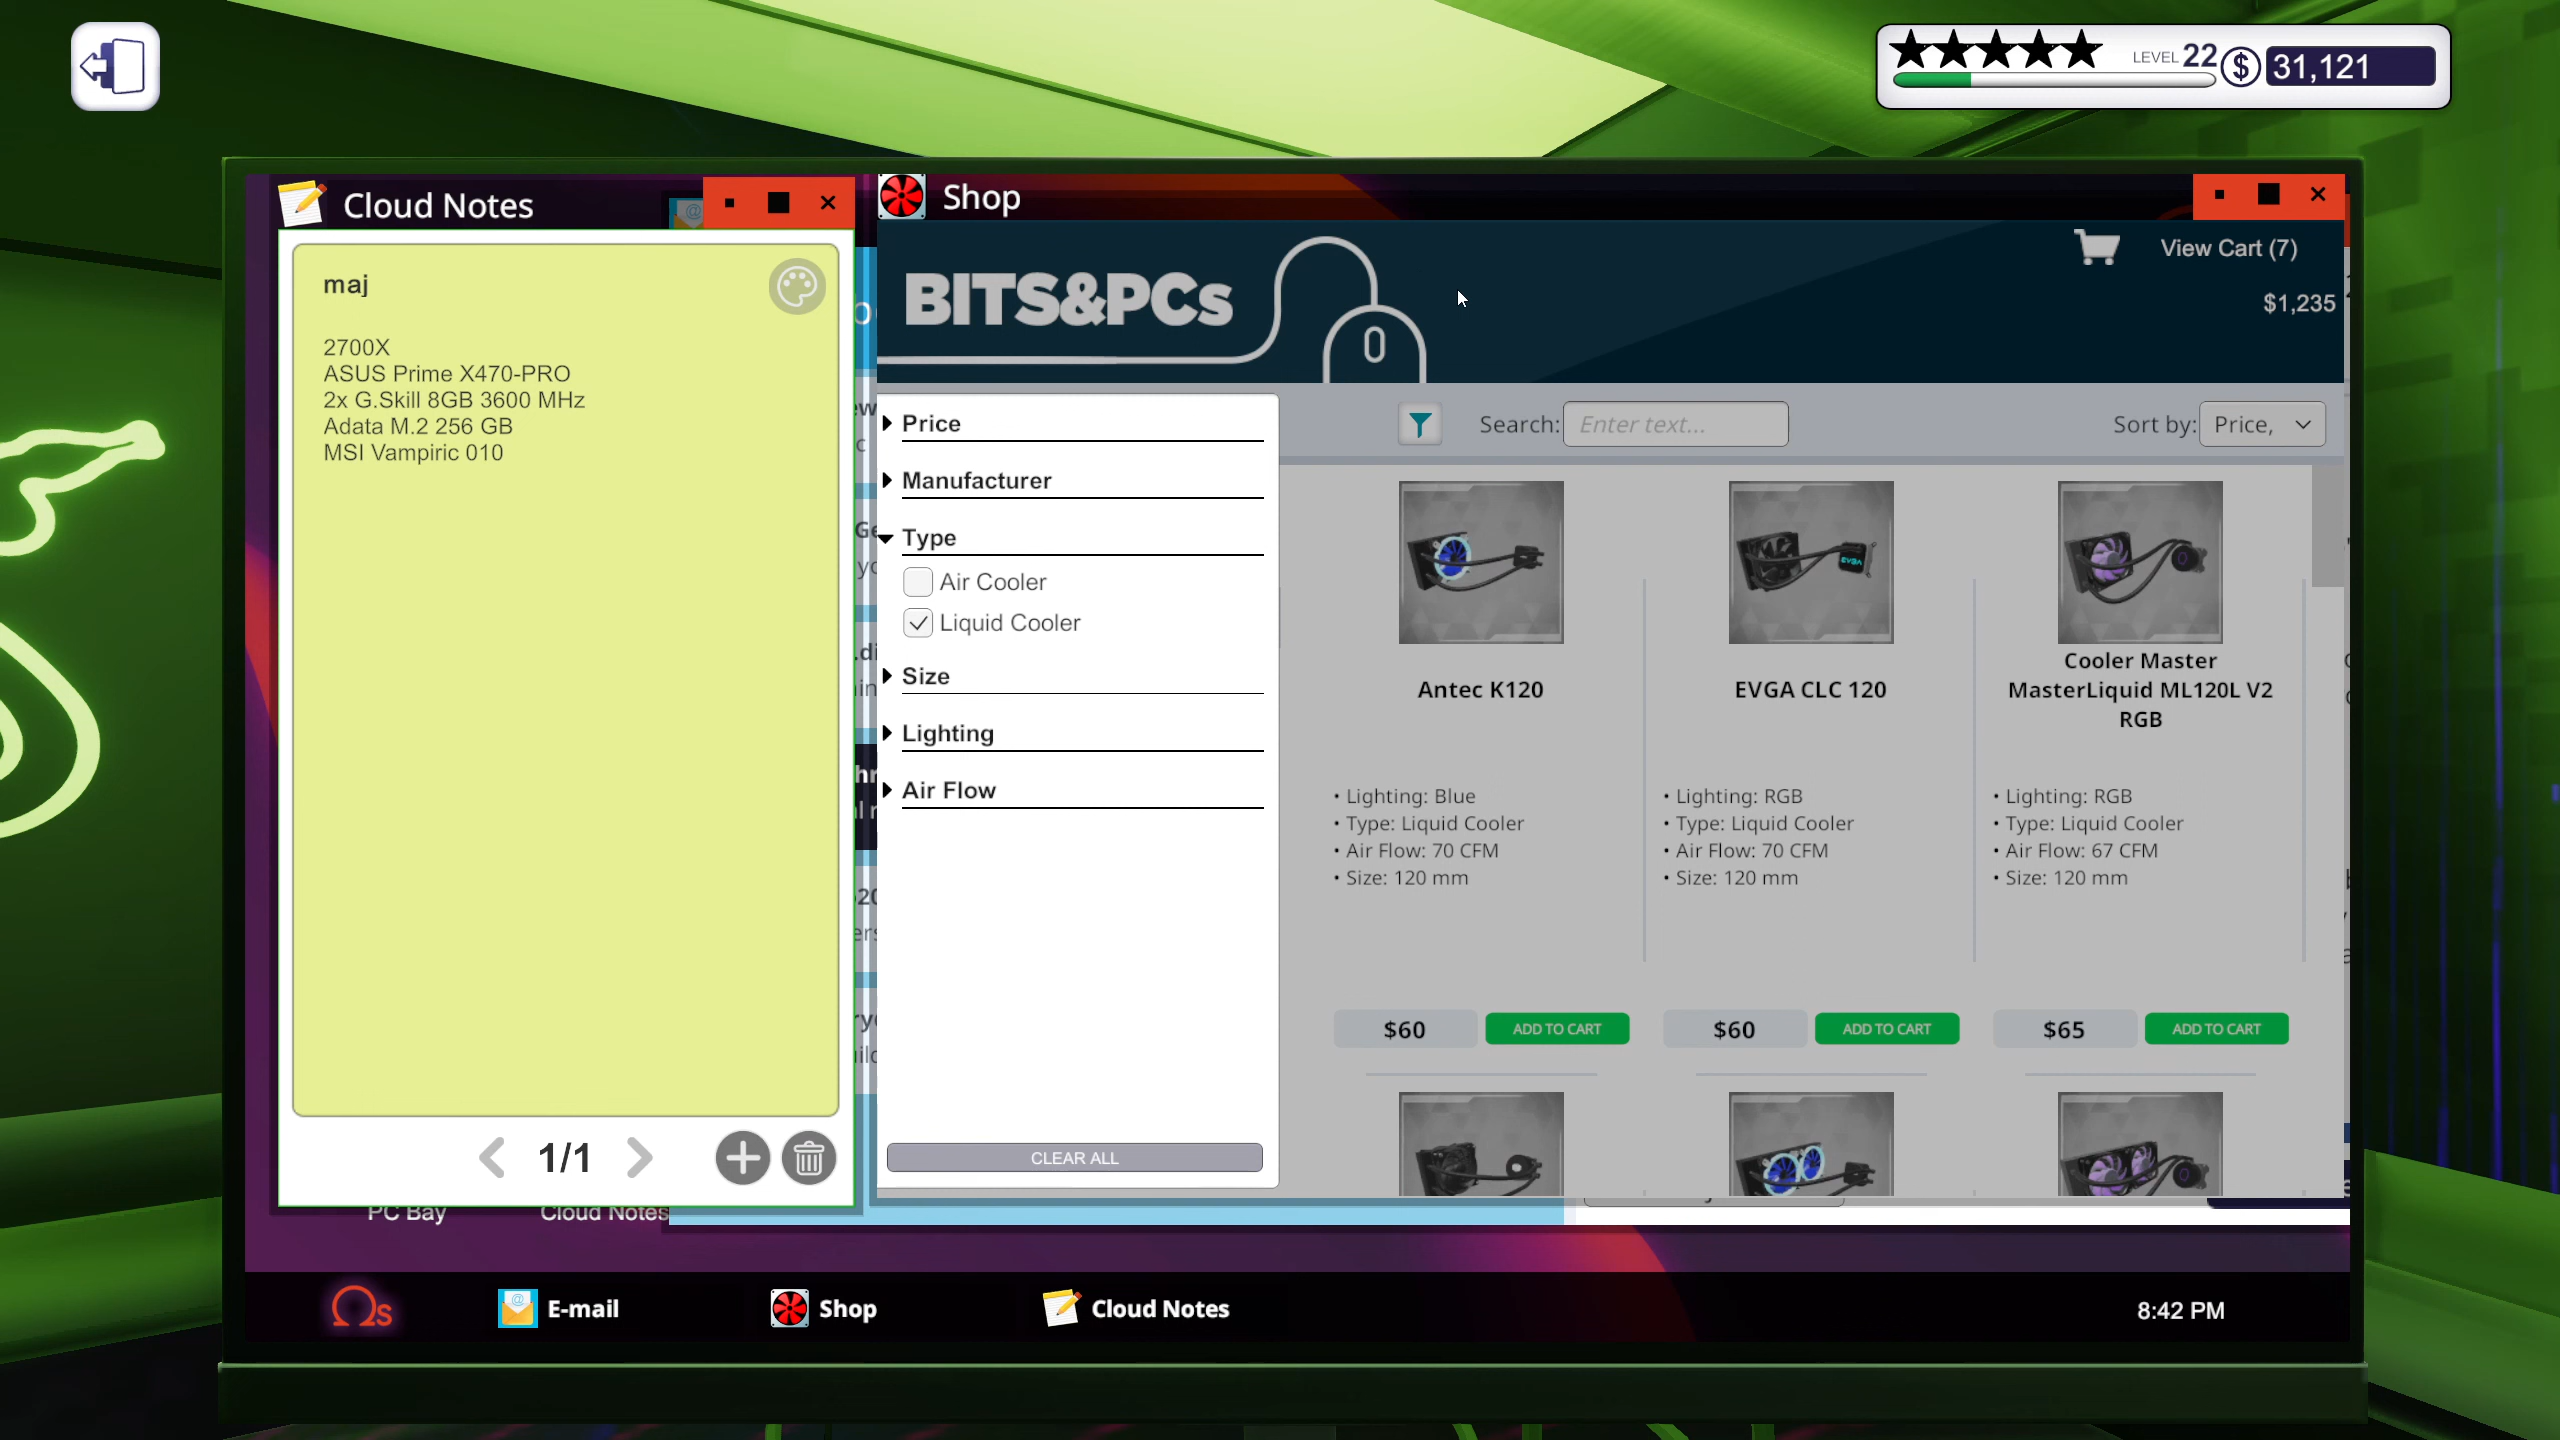 LEVEL 22
$ 31,121
Cloud Notes
maj
2700X
ASUS Prime X470-PRO
2x G.Skill 8GB 3600 MHz
Adata M.2 256 GB
MSI Vampiric 010
1/1
Shop
BITS&PCs
View Cart (7)
$1,235
Price
Manufacturer
Type
Air Cooler
Liquid Cooler
Size
Lighting
Air Flow
CLEAR ALL
Search: Enter text...
Sort by: Price,
Antec K120
• Lighting: Blue
• Type: Liquid Cooler
• Air Flow: 70 CFM
• Size: 120 mm
$60 ADD TO CART
EVGA
EVGA CLC 120
• Lighting: RGB
• Type: Liquid Cooler
• Air Flow: 70 CFM
• Size: 120 mm
$60 ADD TO CART
Cooler Master
MasterLiquid ML120L V2
RGB
• Lighting: RGB
• Type: Liquid Cooler
• Air Flow: 67 CFM
• Size: 120 mm
$65 ADD TO CART
PC Bay
Cloud Notes
Ωs
E-mail
Shop
Cloud Notes
8:42 PM